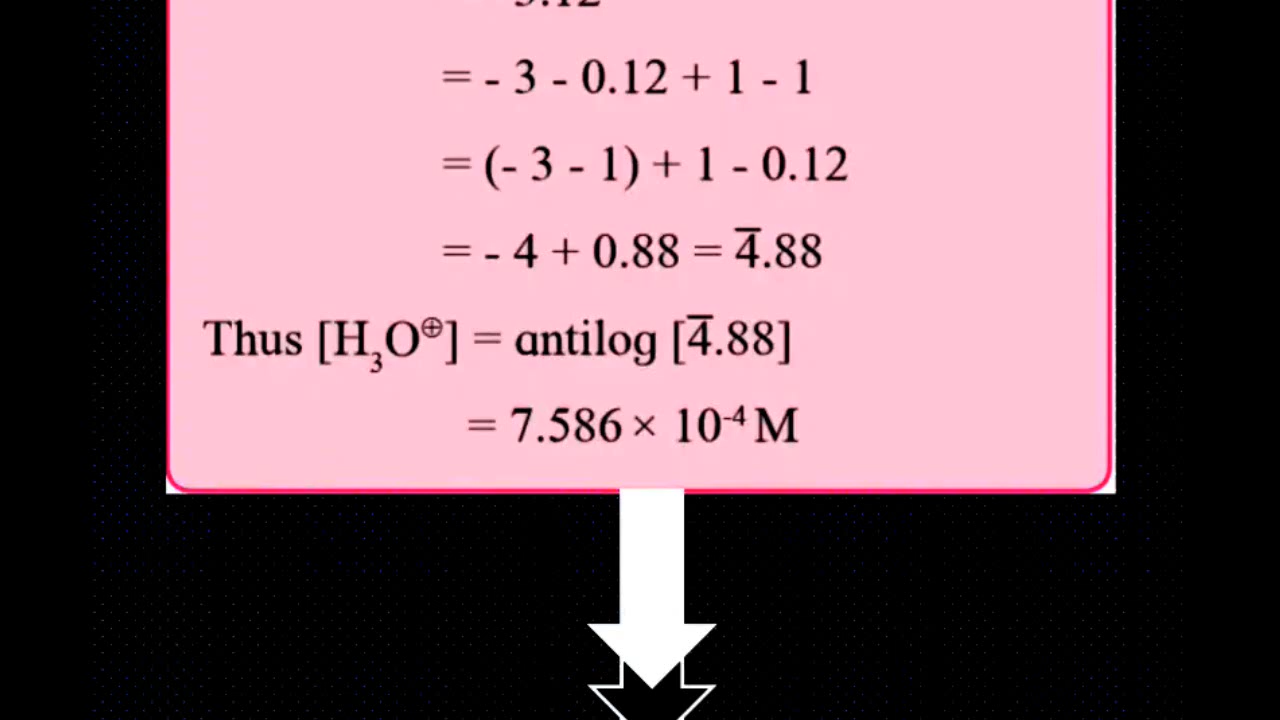 = - 3 - 0.12 + 1 - 1
= (- 3 - 1) + 1 - 0.12
= - 4 + 0.88 = 4̅.88
Thus [H₃O⊕] = antilog [4̅.88]
= 7.586 × 10⁻⁴ M